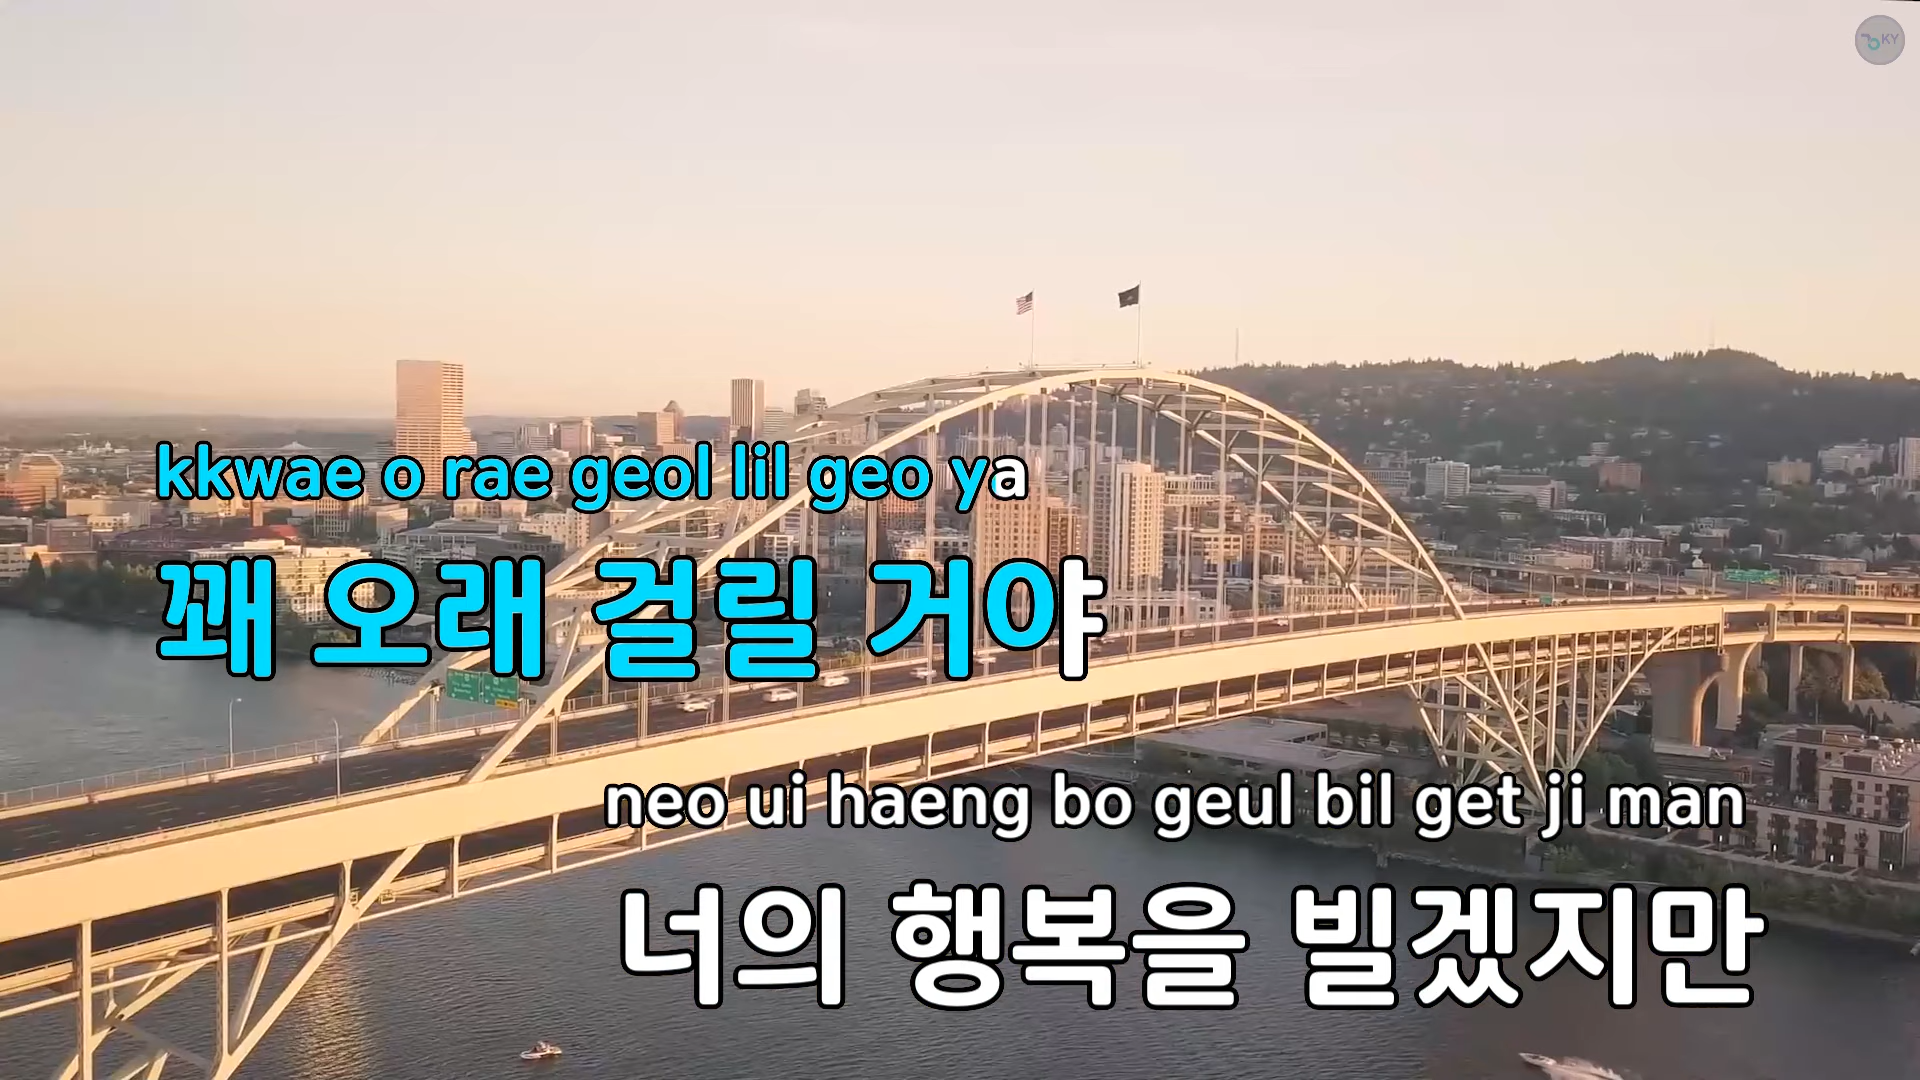 KY
kkwae o rae geol lil geo ya
꽤 오래 걸릴 거야
neo ui haeng bo geul bil get ji man
너의 행복을 빌겠지만